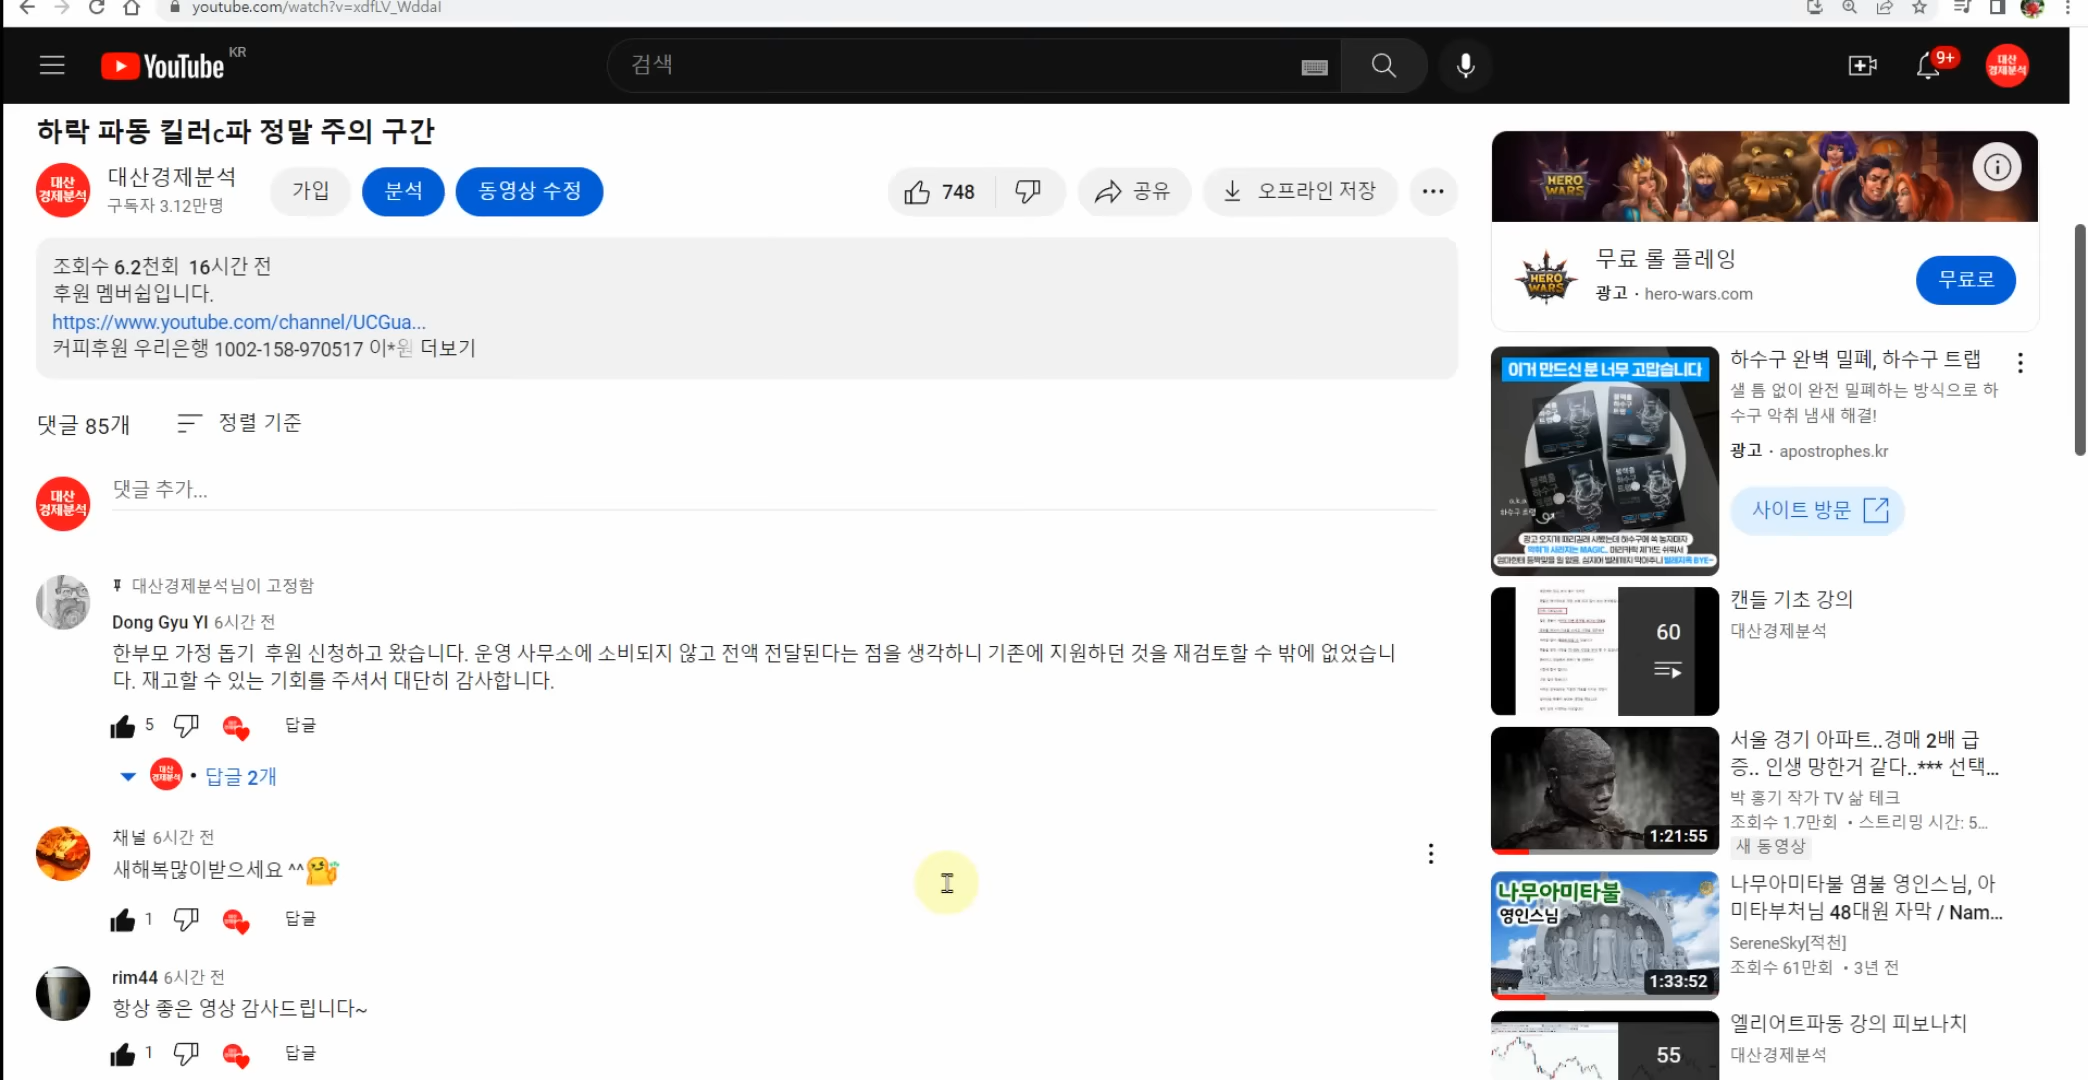 youtube.com/watch?v=xdfLV_WddaI
YouTube KR
검색
9+
대산
경제분석
하락 파동 킬러c파 정말 주의 구간
대산
경제분석
대산경제분석
구독자 3.12만명
가입
분석
동영상 수정
748
공유
오프라인 저장
조회수 6.2천회 16시간 전
후원 멤버쉽입니다.
https://www.youtube.com/channel/UCGua...
커피후원 우리은행 1002-158-970517 이*원 더보기
댓글 85개
정렬 기준
대산
경제분석
댓글 추가...
대산경제분석님이 고정함
Dong Gyu YI 6시간 전
한부모 가정 돕기 후원 신청하고 왔습니다. 운영 사무소에 소비되지 않고 전액 전달된다는 점을 생각하니 기존에 지원하던 것을 재검토할 수 밖에 없었습니
다. 재고할 수 있는 기회를 주셔서 대단히 감사합니다.
5
답글
대산
경제분석
• 답글 2개
채널 6시간 전
새해복많이받으세요 ^^
1
답글
rim44 6시간 전
항상 좋은 영상 감사드립니다~
1
답글
HERO
WARS
HERO
WARS
무료 롤 플레잉
광고 · hero-wars.com
무료로
이거 만드신 분 너무 고맙습니다
a.k.a
하수구 트랩
하수구 완벽 밀폐, 하수구 트랩
샐 틈 없이 완전 밀폐하는 방식으로 하
수구 악취 냄새 해결!
광고 · apostrophes.kr
사이트 방문
60
캔들 기초 강의
대산경제분석
1:21:55
서울 경기 아파트..경매 2배 급
증.. 인생 망한거 같다..*** 선택...
박 홍기 작가 TV 삶 테크
조회수 1.7만회 • 스트리밍 시간: 5...
새 동영상
나무아미타불
영인스님
1:33:52
나무아미타불 염불 영인스님, 아
미타부처님 48대원 자막 / Nam...
SereneSky[적천]
조회수 61만회 • 3년 전
55
엘리어트파동 강의 피보나치
대산경제분석